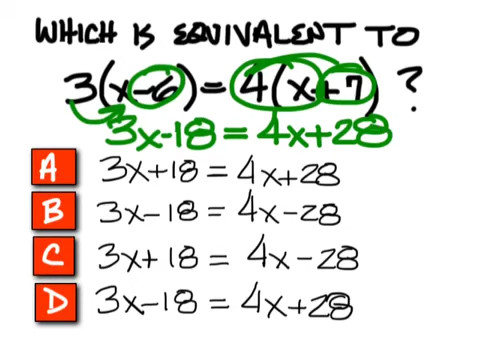 WHICH IS EQUIVALENT TO
3(x-6) = 4(x+7) ?
3x-18 = 4x+28
A 3x+18 = 4x+28
B 3x-18 = 4x-28
C 3x+18 = 4x-28
D 3x-18 = 4x+28